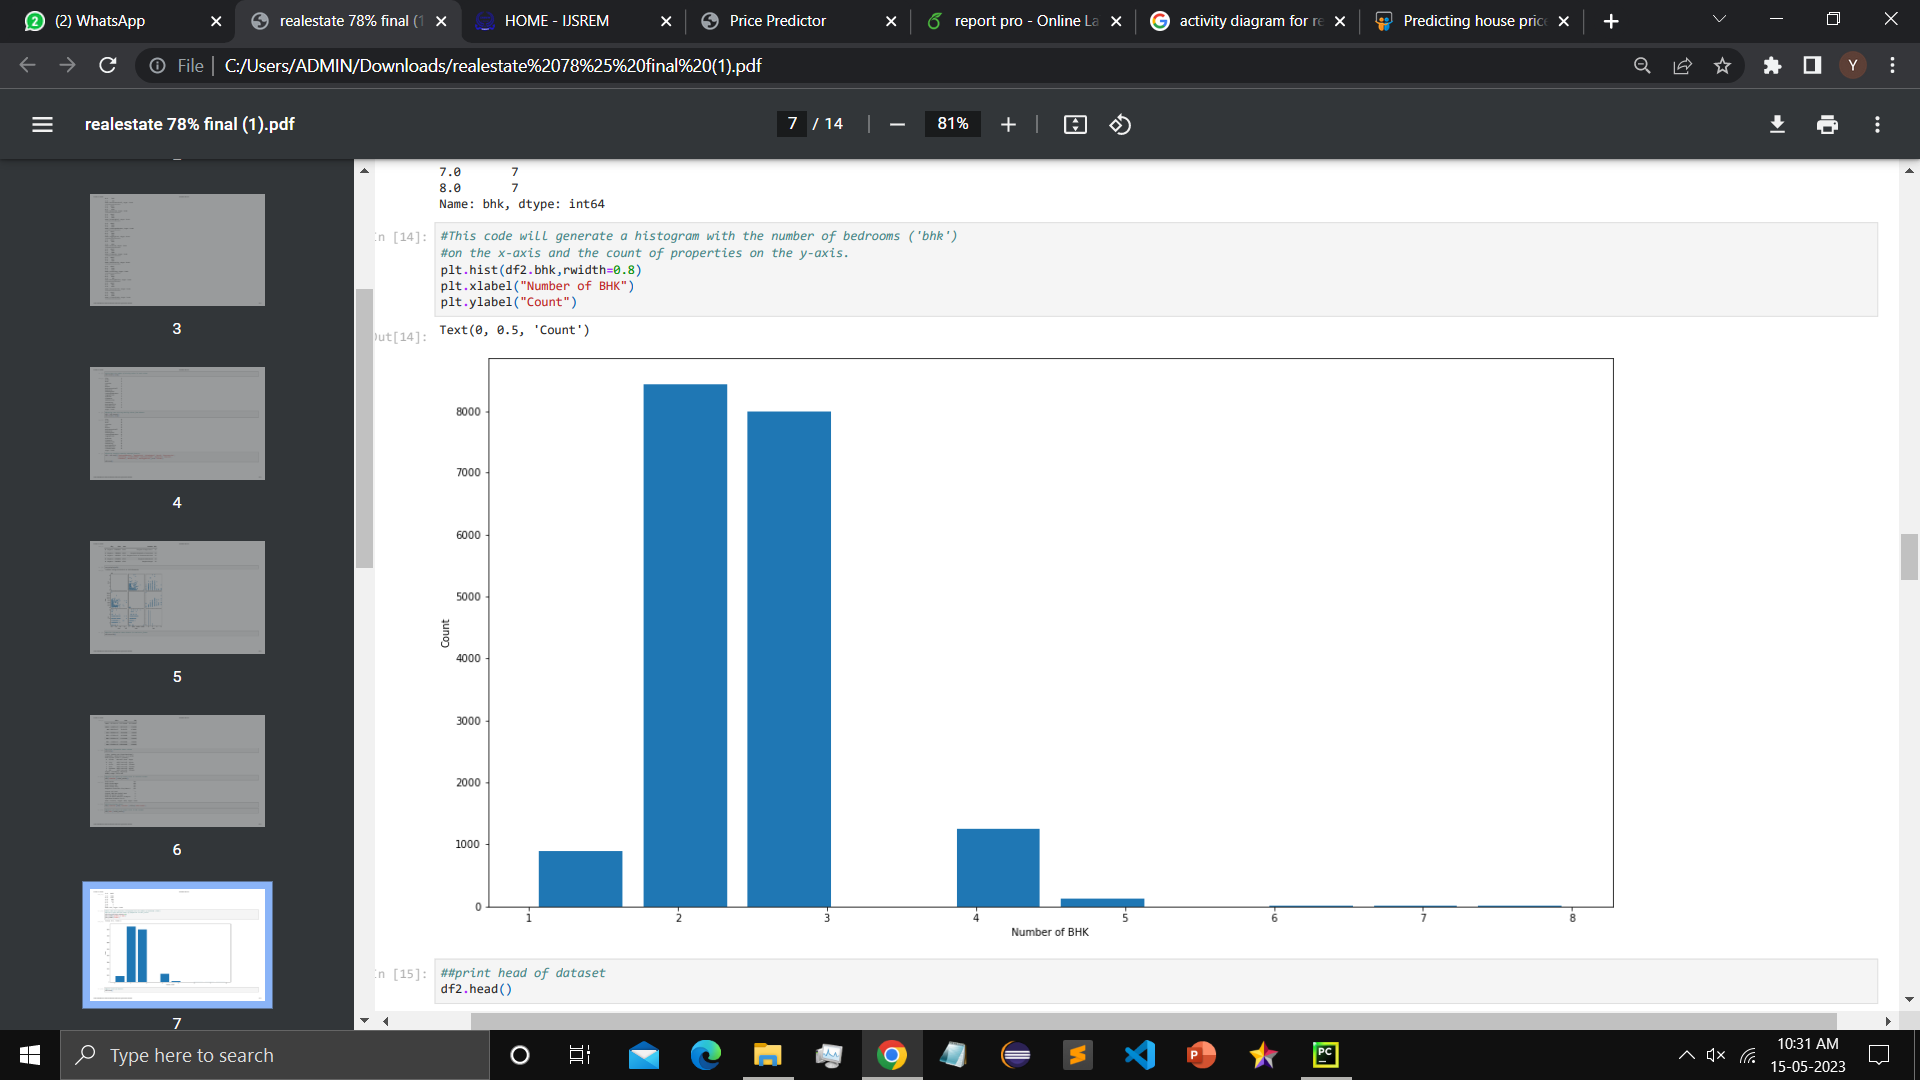 (2) WhatsApp
realestate 78% final (1
HOME - IJSREM
Price Predictor
report pro - Online La
activity diagram for re
Predicting house price
File
C:/Users/ADMIN/Downloads/realestate%2078%25%20final%20(1).pdf
Y
realestate 78% final (1).pdf
7 / 14
81%
3
4
5
6
7
7.0 7
8.0 7
Name: bhk, dtype: int64
In [14]:
#This code will generate a histogram with the number of bedrooms ('bhk')
#on the x-axis and the count of properties on the y-axis.
plt.hist(df2.bhk,rwidth=0.8)
plt.xlabel("Number of BHK")
plt.ylabel("Count")
Out[14]:
Text(0, 0.5, 'Count')
8000
7000
6000
5000
4000
3000
2000
1000
0
Count
1 2 3 4 5 6 7 8
Number of BHK
In [15]:
##print head of dataset
df2.head()
Type here to search
PC
10:31 AM
15-05-2023